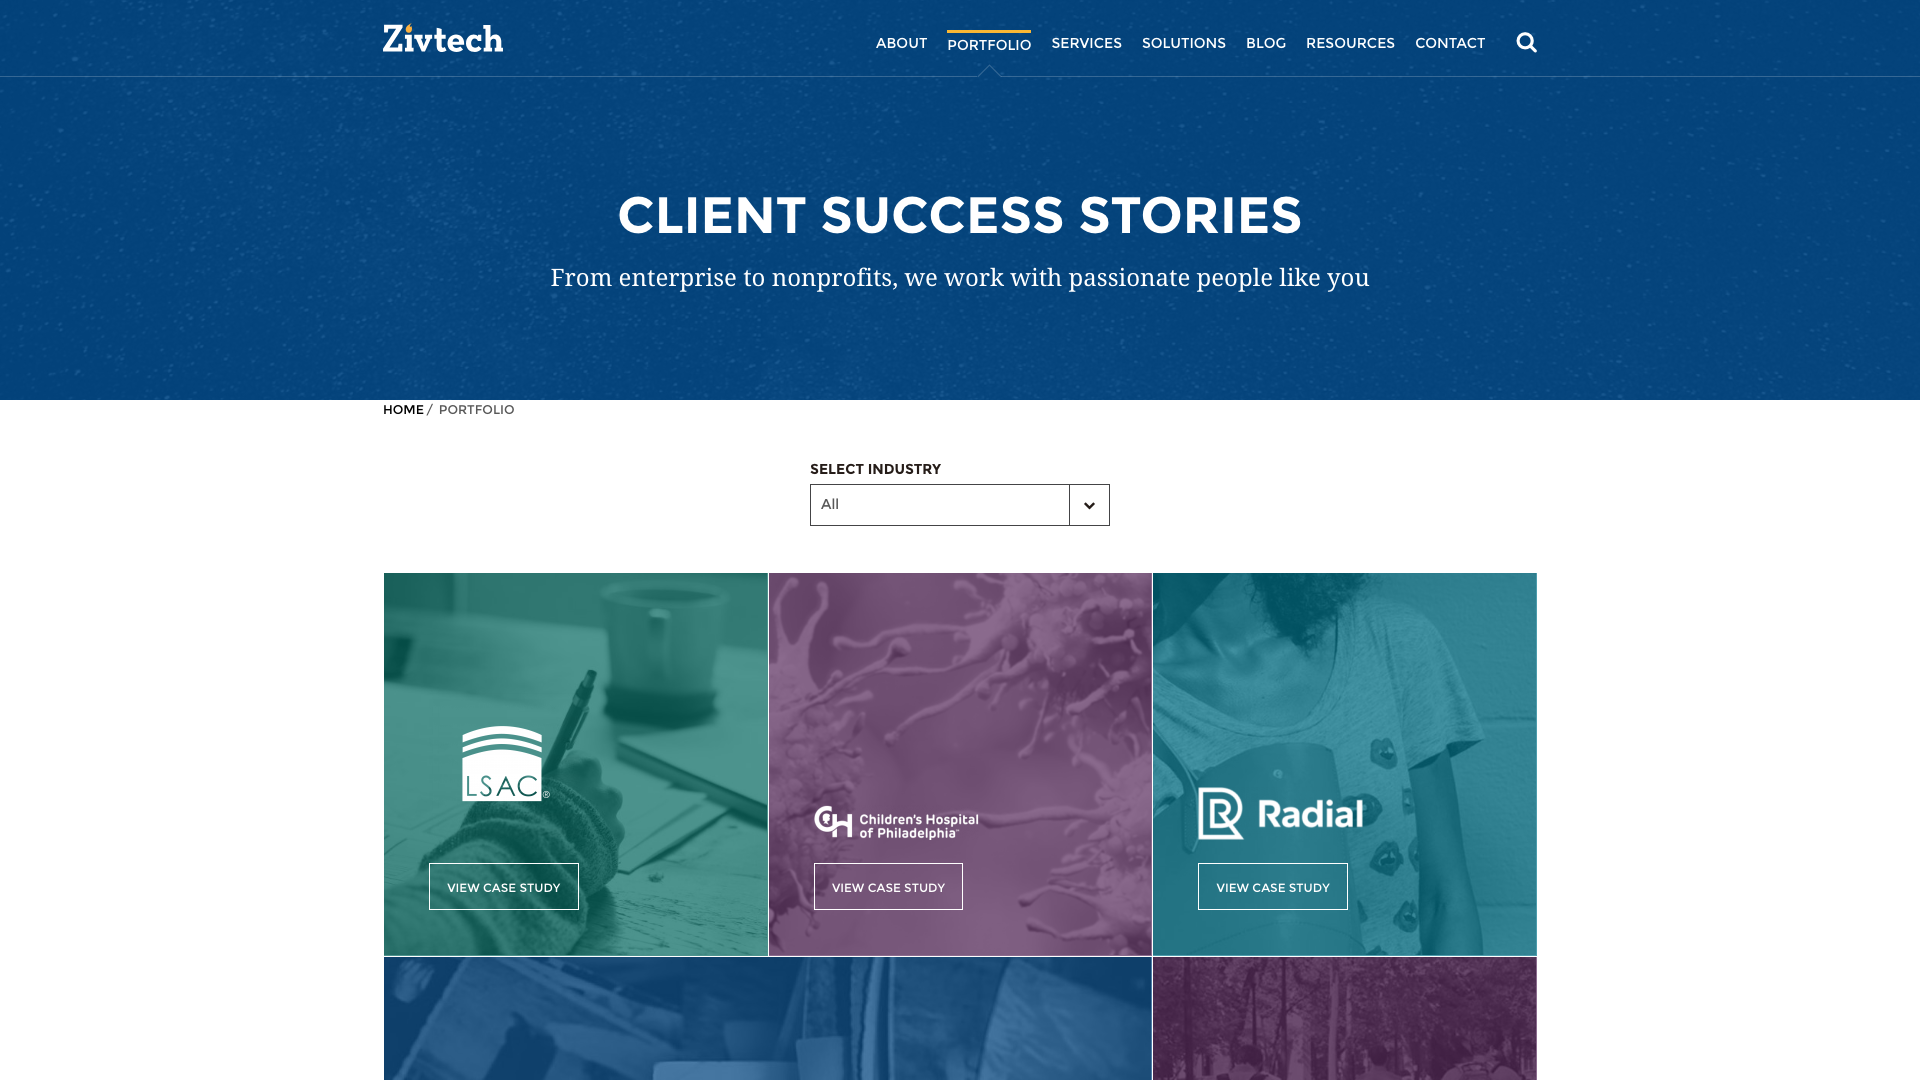 Zivtech
ABOUT PORTFOLIO SERVICES SOLUTIONS BLOG RESOURCES CONTACT
CLIENT SUCCESS STORIES
From enterprise to nonprofits, we work with passionate people like you
HOME / PORTFOLIO
SELECT INDUSTRY
All
LSAC®
VIEW CASE STUDY
CH Children's Hospital
of Philadelphia℠
VIEW CASE STUDY
R Radial
VIEW CASE STUDY